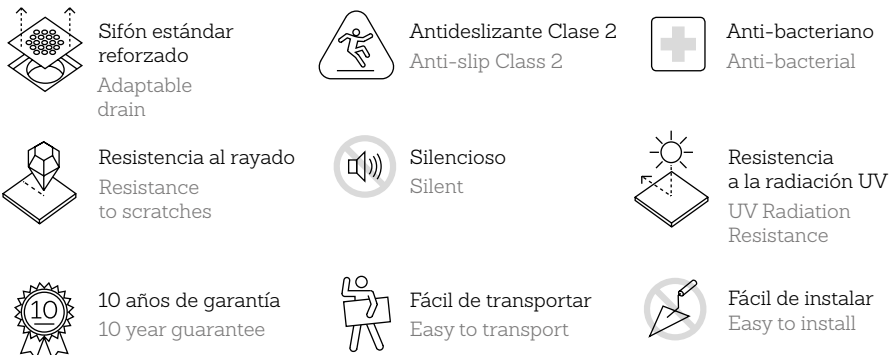 Sifón estándar
reforzado
Adaptable
drain
Antideslizante Clase 2
Anti-slip Class 2
Anti-bacteriano
Anti-bacterial
Resistencia al rayado
Resistance
to scratches
Silencioso
Silent
Resistencia
a la radiación UV
UV Radiation
Resistance
10
10 años de garantía
10 year guarantee
Fácil de transportar
Easy to transport
Fácil de instalar
Easy to install